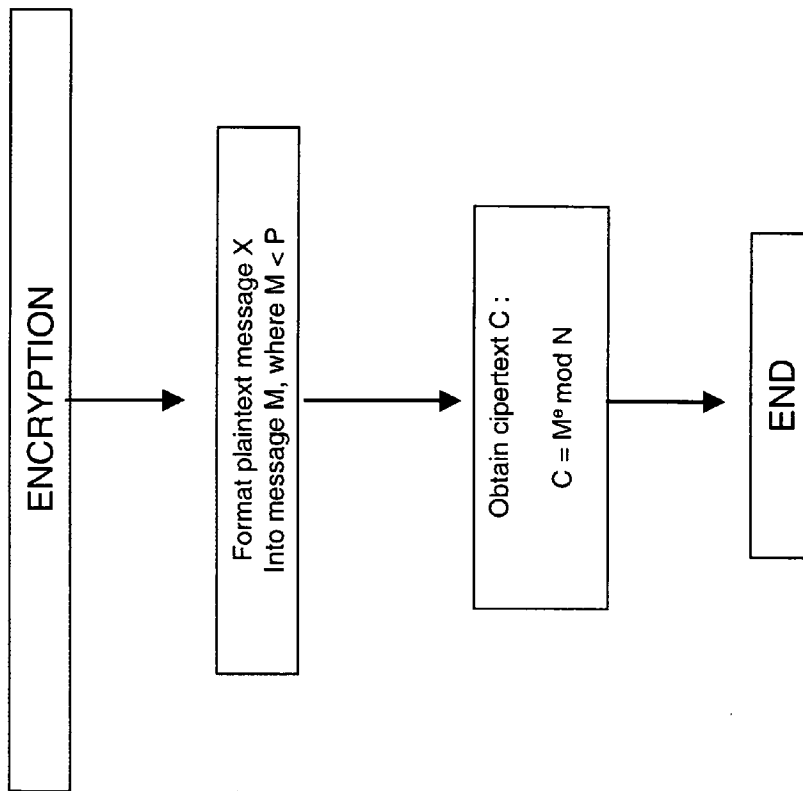 ENCRYPTION
Format plaintext message X
Into message M, where M < P
Obtain cipertext C :
C = Mᵉ mod N
END